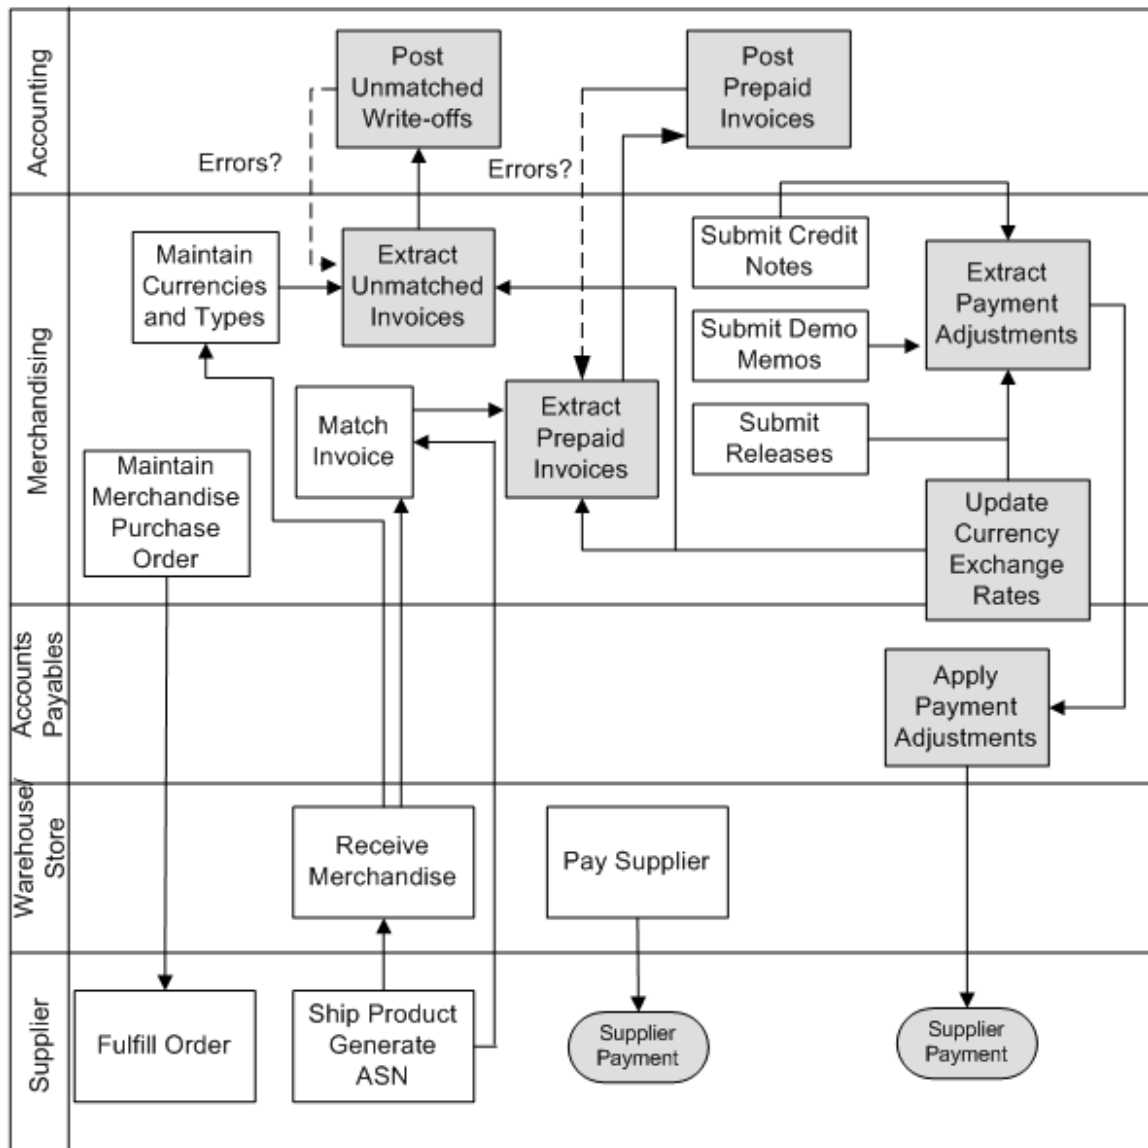 Accounting
Post
Unmatched
Write-offs
Post
Prepaid
Invoices
Errors?
Errors?
Merchandising
Maintain
Currencies
and Types
Extract
Unmatched
Invoices
Submit Credit
Notes
Extract
Payment
Adjustments
Submit Demo
Memos
Match
Invoice
Extract
Prepaid
Invoices
Submit
Releases
Maintain
Merchandise
Purchase
Order
Update
Currency
Exchange
Rates
Accounts
Payables
Apply
Payment
Adjustments
Warehouse/
Store
Receive
Merchandise
Pay Supplier
Supplier
Fulfill Order
Ship Product
Generate
ASN
Supplier
Payment
Supplier
Payment